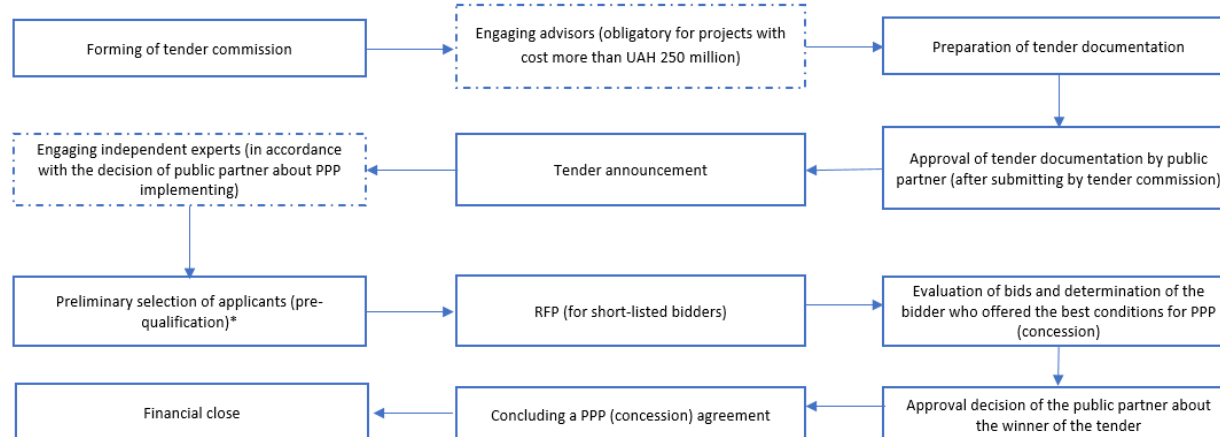 Forming of tender commission
Engaging advisors (obligatory for projects with
cost more than UAH 250 million)
Preparation of tender documentation
Engaging independent experts (in accordance
with the decision of public partner about PPP
implementing)
Tender announcement
Approval of tender documentation by public
partner (after submitting by tender commission)
Preliminary selection of applicants (pre-
qualification)*
RFP (for short-listed bidders)
Evaluation of bids and determination of the
bidder who offered the best conditions for PPP
(concession)
Financial close
Concluding a PPP (concession) agreement
Approval decision of the public partner about
the winner of the tender